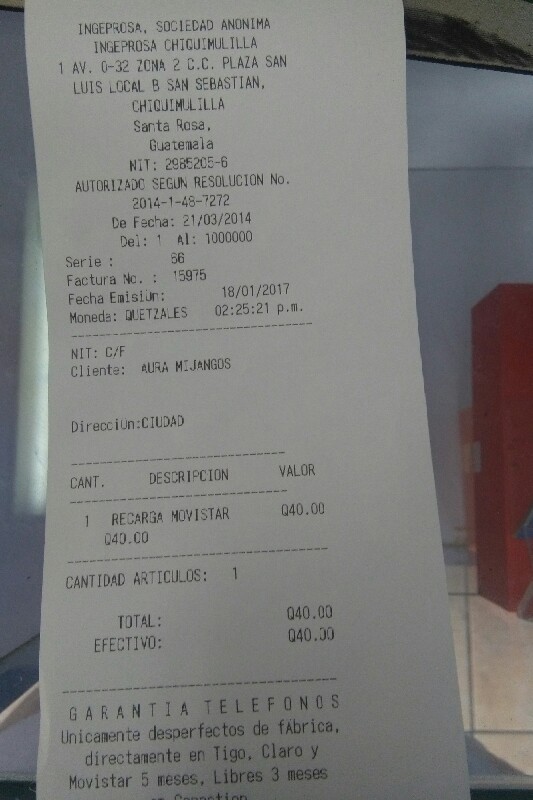 INGEPROSA, SOCIEDAD ANONIMA
INGEPROSA CHIQUIMULILLA
1 AV. 0-32 ZONA 2 C.C. PLAZA SAN
LUIS LOCAL B SAN SEBASTIAN,
CHIQUIMULILLA
Santa Rosa,
Guatemala
NIT: 2985205-6
AUTORIZADO SEGUN RESOLUCION No.
2014-1-48-7272
De Fecha: 21/03/2014
Del: 1 Al: 1000000
Serie : 66
Factura No. : 15975
Fecha EmisiUn: 18/01/2017
Moneda: QUETZALES 02:25:21 p.m.
NIT: C/F
Cliente: AURA MIJANGOS
DirecciUn:CIUDAD
CANT. DESCRIPCION VALOR
1 RECARGA MOVISTAR Q40.00
Q40.00
CANTIDAD ARTICULOS: 1
TOTAL: Q40.00
EFECTIVO: Q40.00
GARANTIA TELEFONOS
Unicamente desperfectos de fÁbrica,
directamente en Tigo, Claro y
Movistar 5 meses, Libres 3 meses